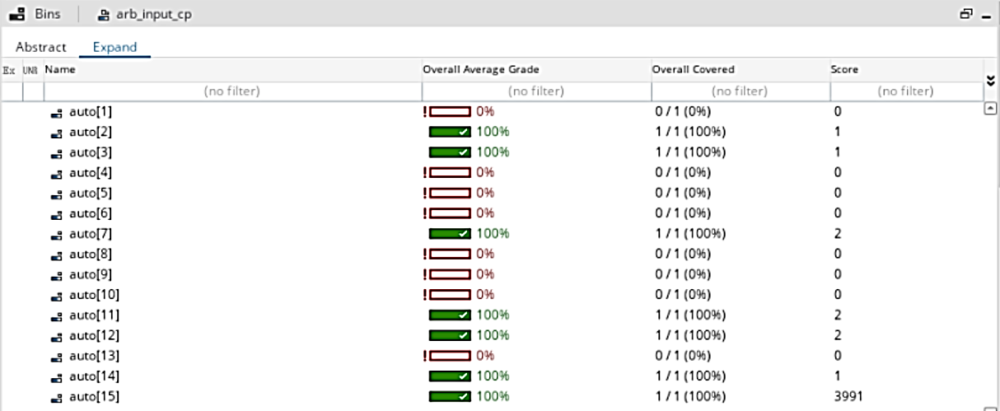 Bins arb_input_cp
Abstract Expand
Ex UNR Name Overall Average Grade Overall Covered Score
(no filter) (no filter) (no filter) (no filter)
auto[1] ! 0% 0 / 1 (0%) 0
auto[2] 100% 1 / 1 (100%) 1
auto[3] 100% 1 / 1 (100%) 1
auto[4] ! 0% 0 / 1 (0%) 0
auto[5] ! 0% 0 / 1 (0%) 0
auto[6] ! 0% 0 / 1 (0%) 0
auto[7] 100% 1 / 1 (100%) 2
auto[8] ! 0% 0 / 1 (0%) 0
auto[9] ! 0% 0 / 1 (0%) 0
auto[10] ! 0% 0 / 1 (0%) 0
auto[11] 100% 1 / 1 (100%) 2
auto[12] 100% 1 / 1 (100%) 2
auto[13] ! 0% 0 / 1 (0%) 0
auto[14] 100% 1 / 1 (100%) 1
auto[15] 100% 1 / 1 (100%) 3991